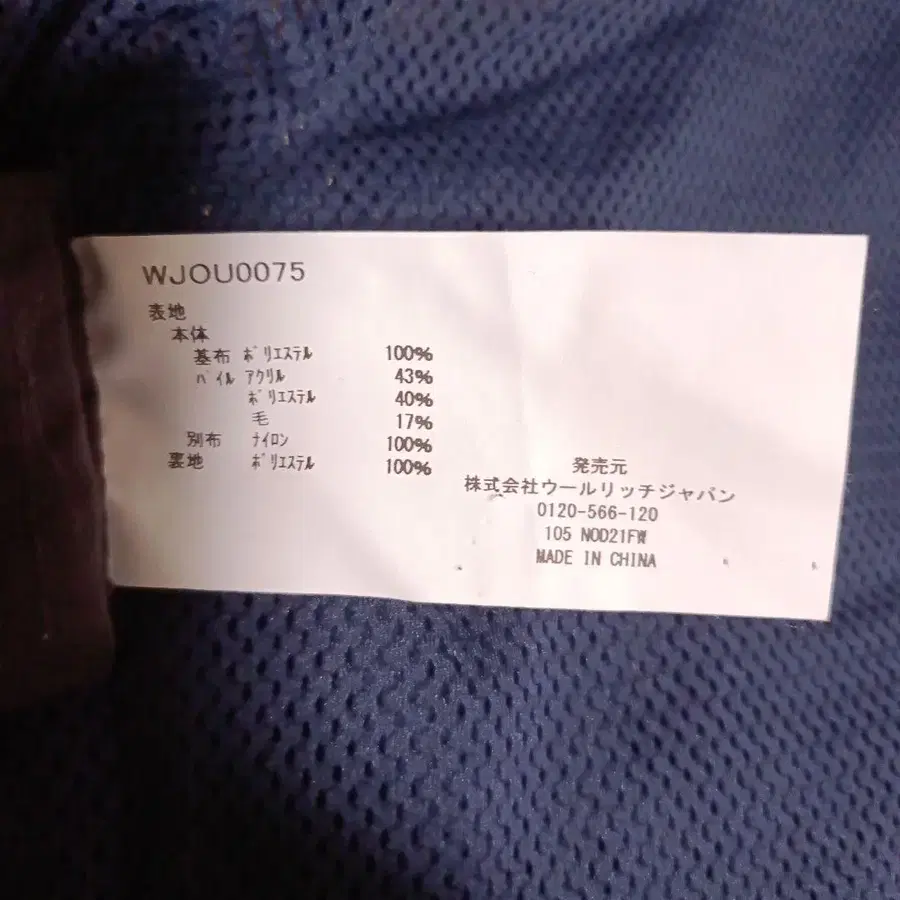 WJOU0075
表地
本体
基布 ﾎﾟﾘｴｽﾃﾙ 100%
ﾊﾟｲﾙ ｱｸﾘﾙ 43%
ﾎﾟﾘｴｽﾃﾙ 40%
毛 17%
別布 ﾅｲﾛﾝ 100%
裏地 ﾎﾟﾘｴｽﾃﾙ 100%
発売元
株式会社ウールリッチジャパン
0120-566-120
105 NOD21FW
MADE IN CHINA